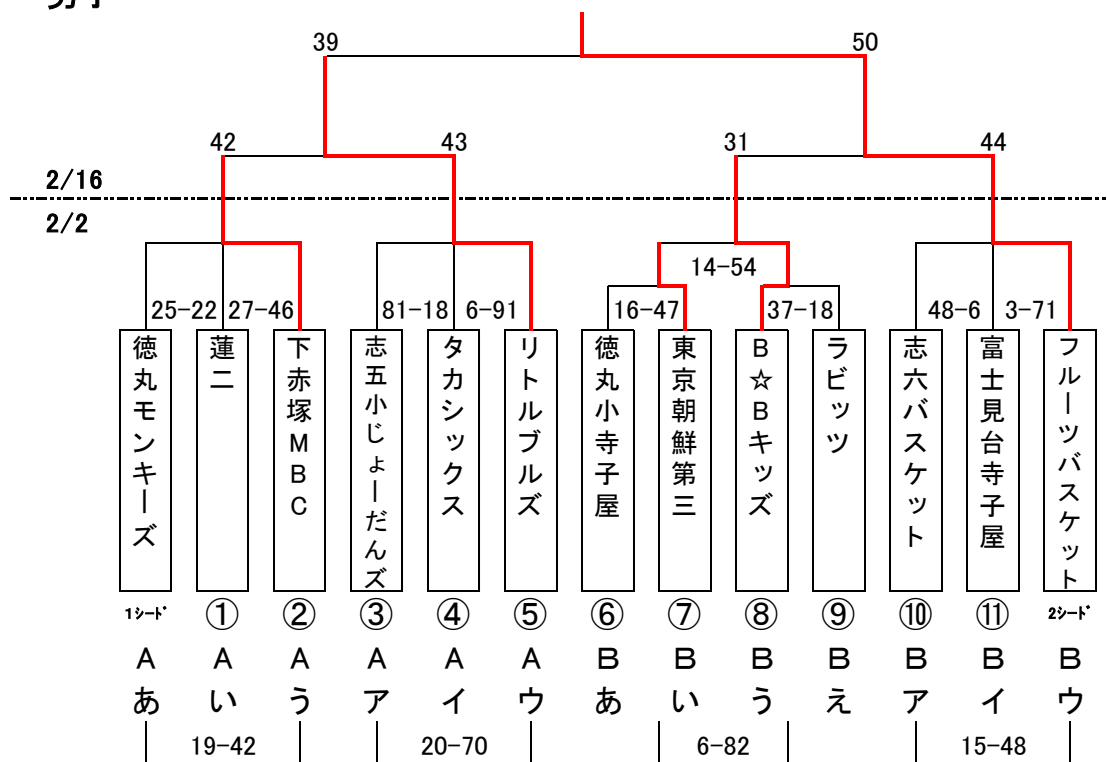 39 50
42 43 31 44
2/16
2/2
14-54
25-22 27-46 81-18 6-91 16-47 37-18 48-6 3-71
徳丸モンキーズ
蓮二
下赤塚MBC
志五小じょーだんズ
タカシックス
リトルブルズ
徳丸小寺子屋
東京朝鮮第三
B☆Bキッズ
ラビッツ
志六バスケット
富士見台寺子屋
フルーツバスケット
1シード ① ② ③ ④ ⑤ ⑥ ⑦ ⑧ ⑨ ⑩ ⑪ 2シード
A A A A A A B B B B B B B
あ い う ア イ ウ あ い う え ア イ ウ
19-42 20-70 6-82 15-48